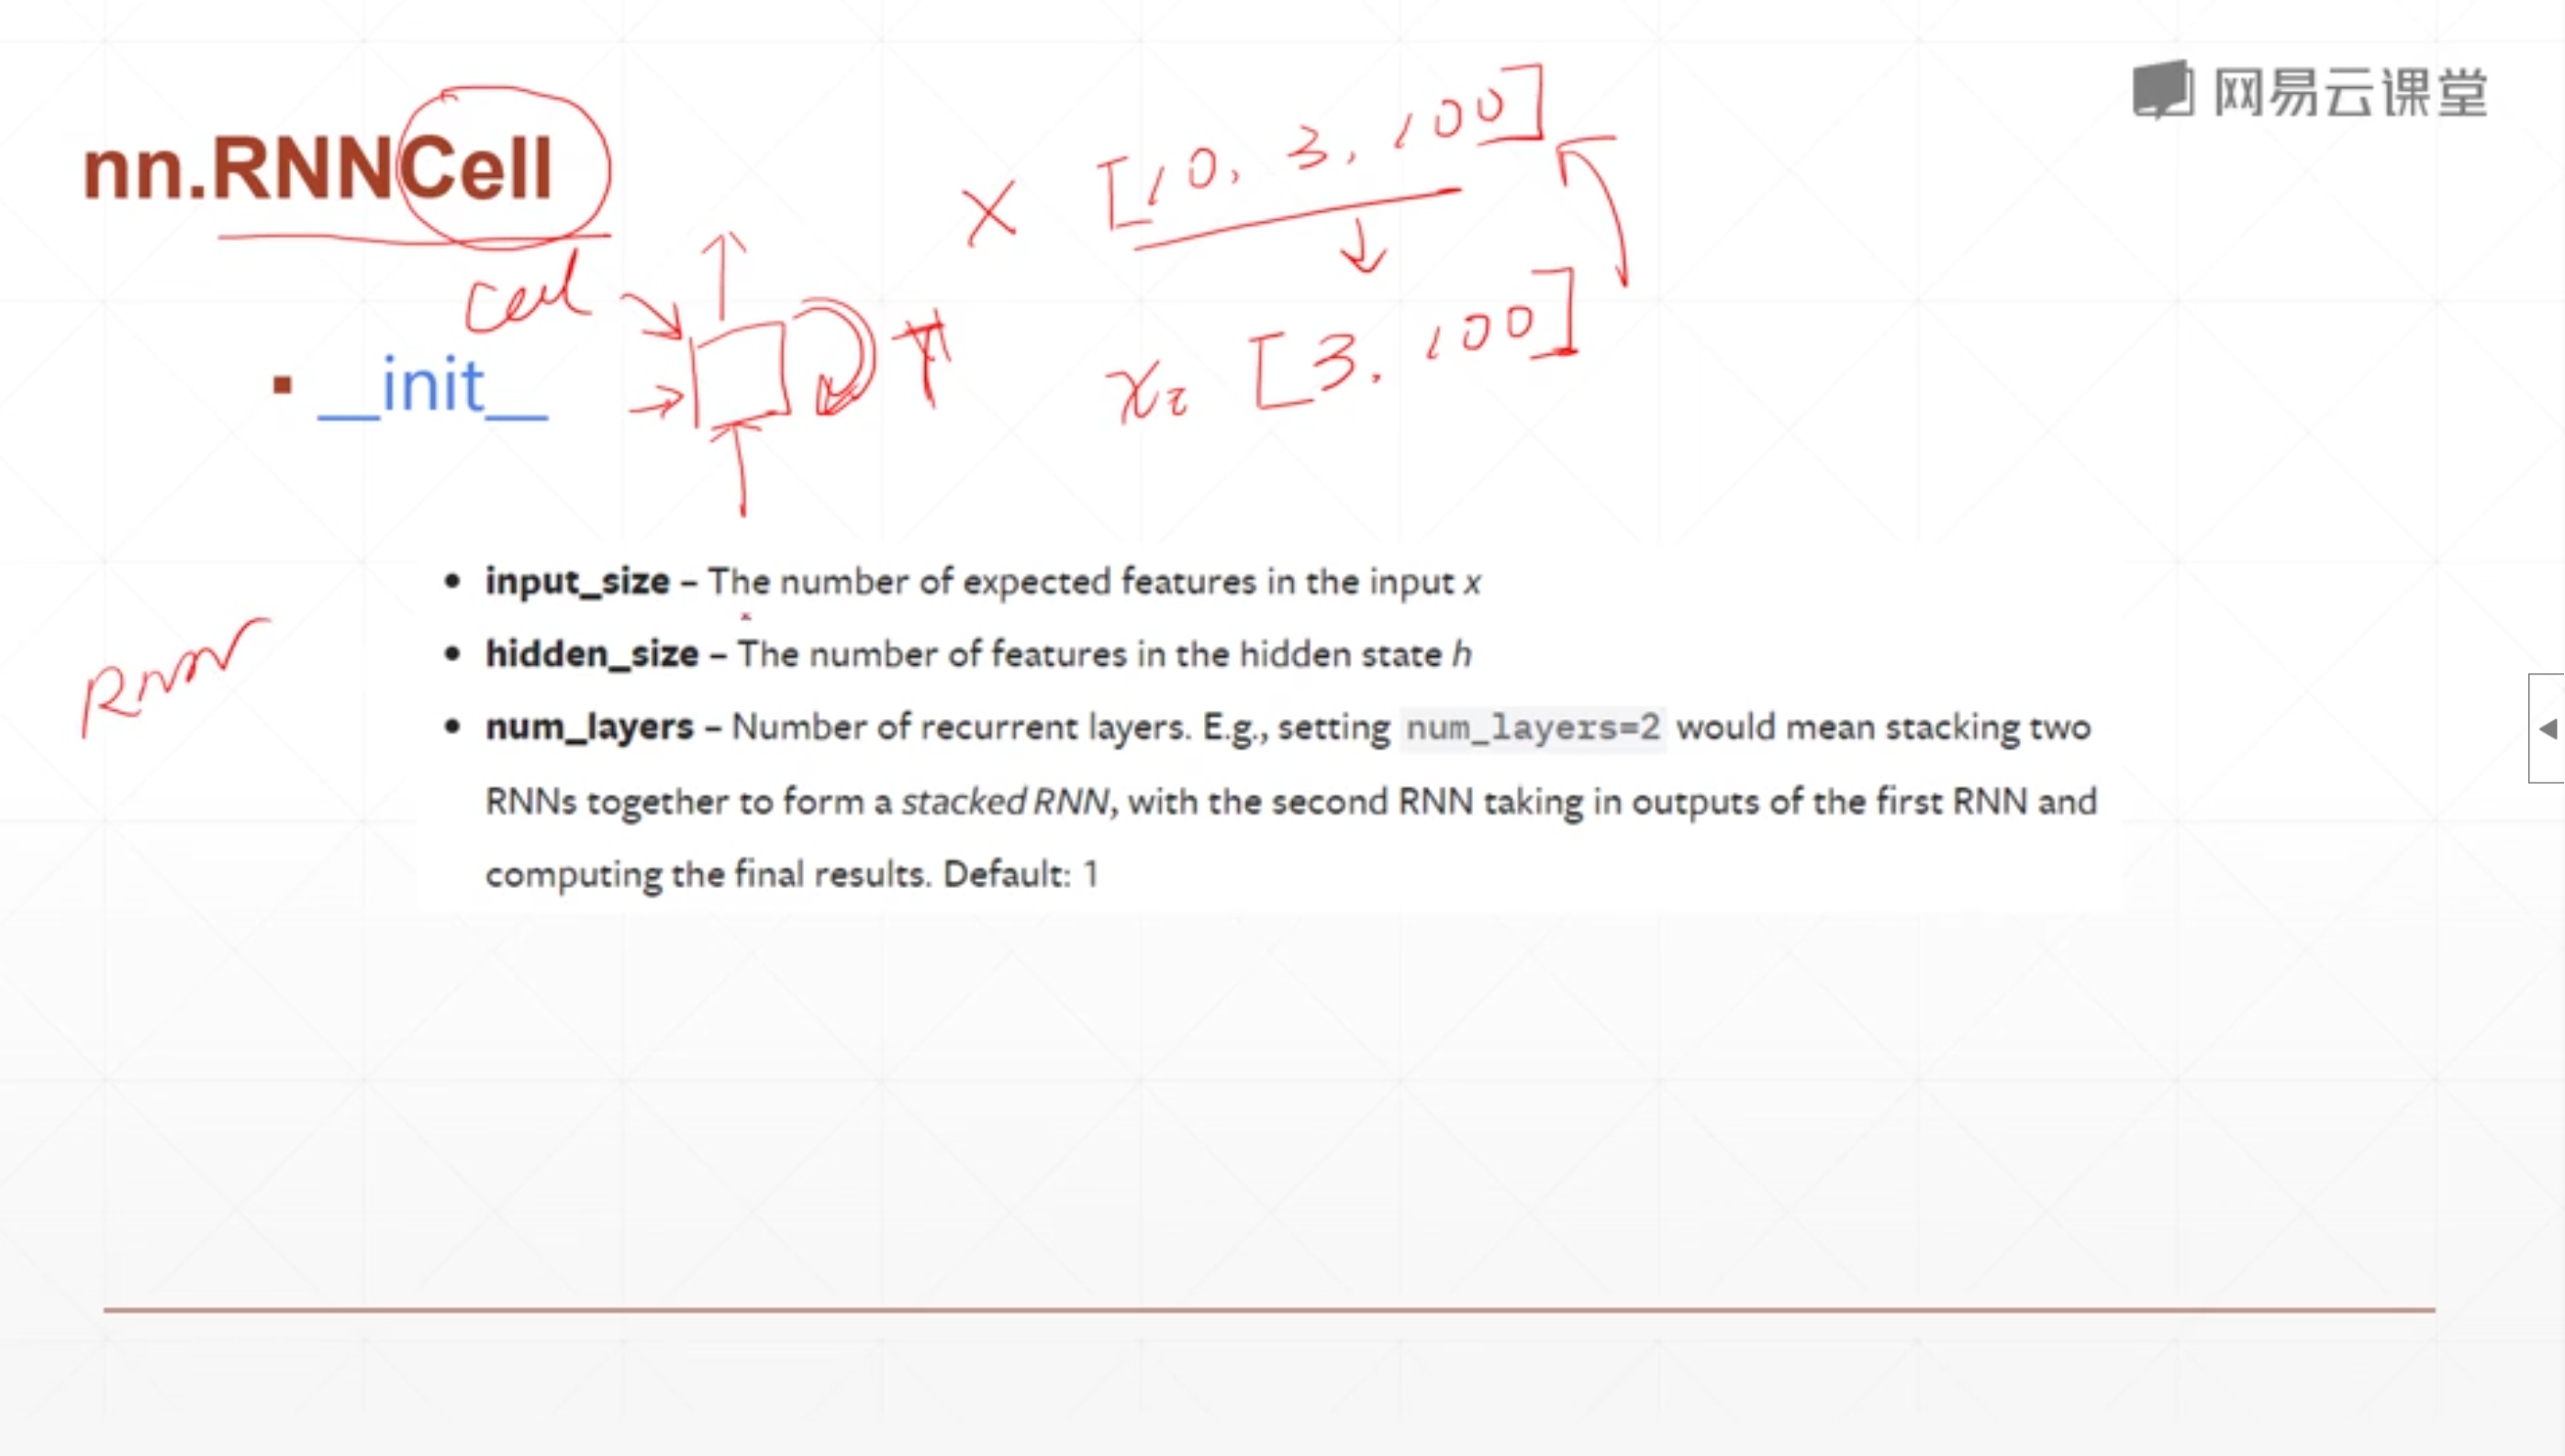 网易云课堂
nn.RNNCell
X [10, 3, 100]
cell
▪ __init__
[3, 100]
• input_size – The number of expected features in the input x
• hidden_size – The number of features in the hidden state h
RNN
• num_layers – Number of recurrent layers. E.g., setting num_layers=2 would mean stacking two
RNNs together to form a stacked RNN, with the second RNN taking in outputs of the first RNN and
computing the final results. Default: 1